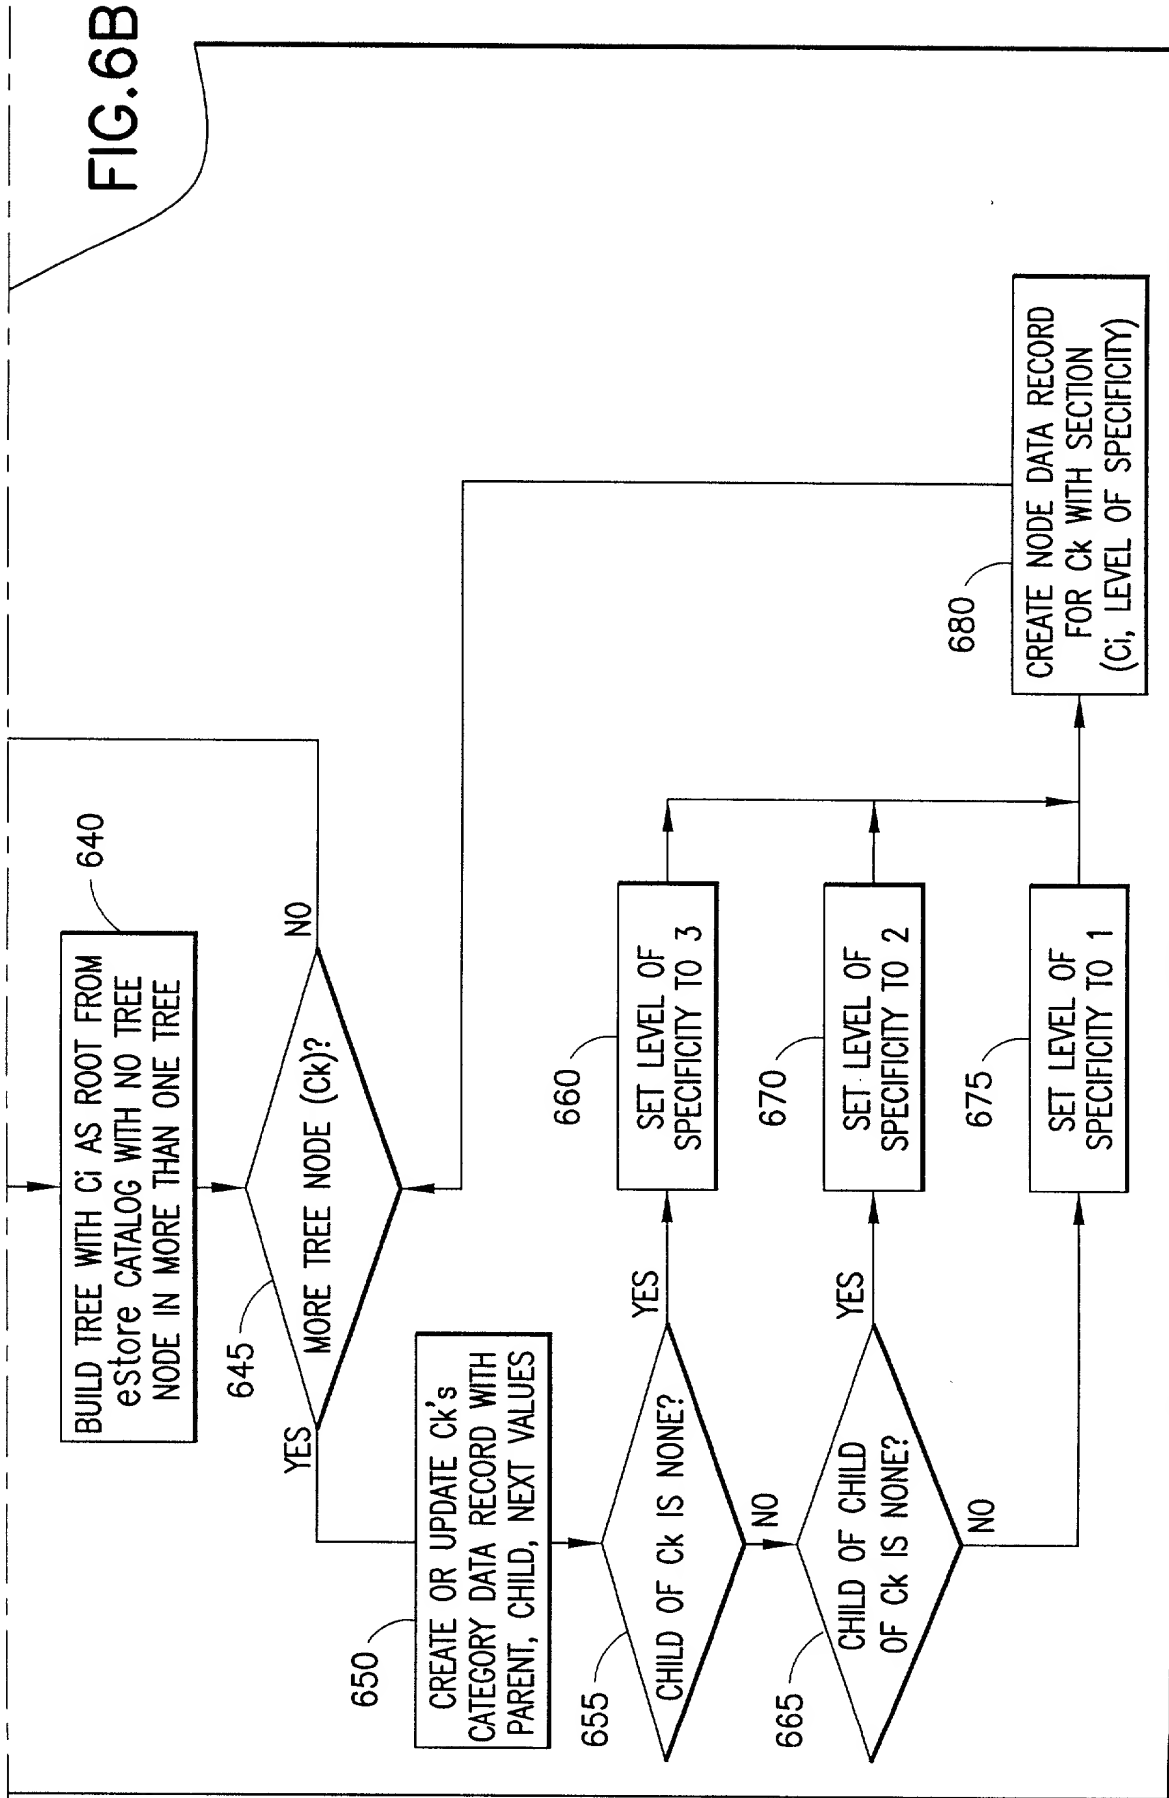 FIG.6B
640
BUILD TREE WITH Ci AS ROOT FROM
eStore CATALOG WITH NO TREE
NODE IN MORE THAN ONE TREE
645
MORE TREE NODE (Ck)?
YES
NO
650
CREATE OR UPDATE Ck's
CATEGORY DATA RECORD WITH
PARENT, CHILD, NEXT VALUES
655
CHILD OF Ck IS NONE?
YES
NO
660
SET LEVEL OF
SPECIFICITY TO 3
665
CHILD OF CHILD
OF Ck IS NONE?
YES
NO
670
SET LEVEL OF
SPECIFICITY TO 2
675
SET LEVEL OF
SPECIFICITY TO 1
680
CREATE NODE DATA RECORD
FOR Ck WITH SECTION
(Ci, LEVEL OF SPECIFICITY)